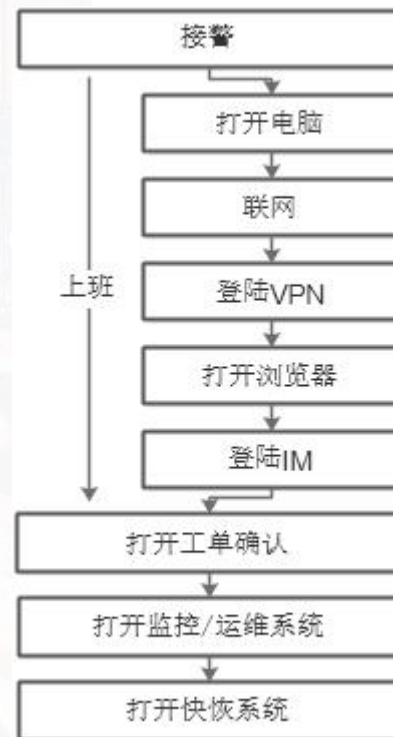 接警
打开电脑
联网
登陆VPN
上班
打开浏览器
登陆IM
打开工单确认
打开监控/运维系统
打开快恢系统